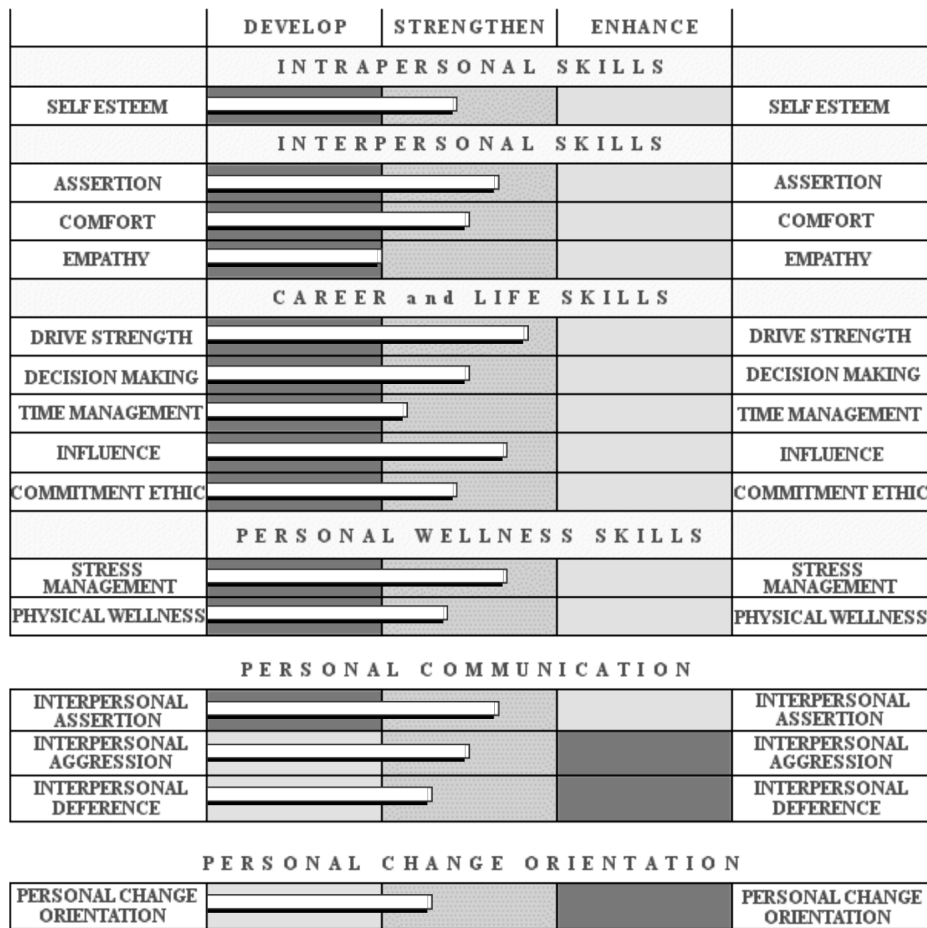 DEVELOP STRENGTHEN ENHANCE
INTRAPERSONAL SKILLS
SELF ESTEEM SELF ESTEEM
INTERPERSONAL SKILLS
ASSERTION ASSERTION
COMFORT COMFORT
EMPATHY EMPATHY
CAREER and LIFE SKILLS
DRIVE STRENGTH DRIVE STRENGTH
DECISION MAKING DECISION MAKING
TIME MANAGEMENT TIME MANAGEMENT
INFLUENCE INFLUENCE
COMMITMENT ETHIC COMMITMENT ETHIC
PERSONAL WELLNESS SKILLS
STRESS STRESS
MANAGEMENT MANAGEMENT
PHYSICAL WELLNESS PHYSICAL WELLNESS
PERSONAL COMMUNICATION
INTERPERSONAL INTERPERSONAL
ASSERTION ASSERTION
INTERPERSONAL INTERPERSONAL
AGGRESSION AGGRESSION
INTERPERSONAL INTERPERSONAL
DEFERENCE DEFERENCE
PERSONAL CHANGE ORIENTATION
PERSONAL CHANGE PERSONAL CHANGE
ORIENTATION ORIENTATION